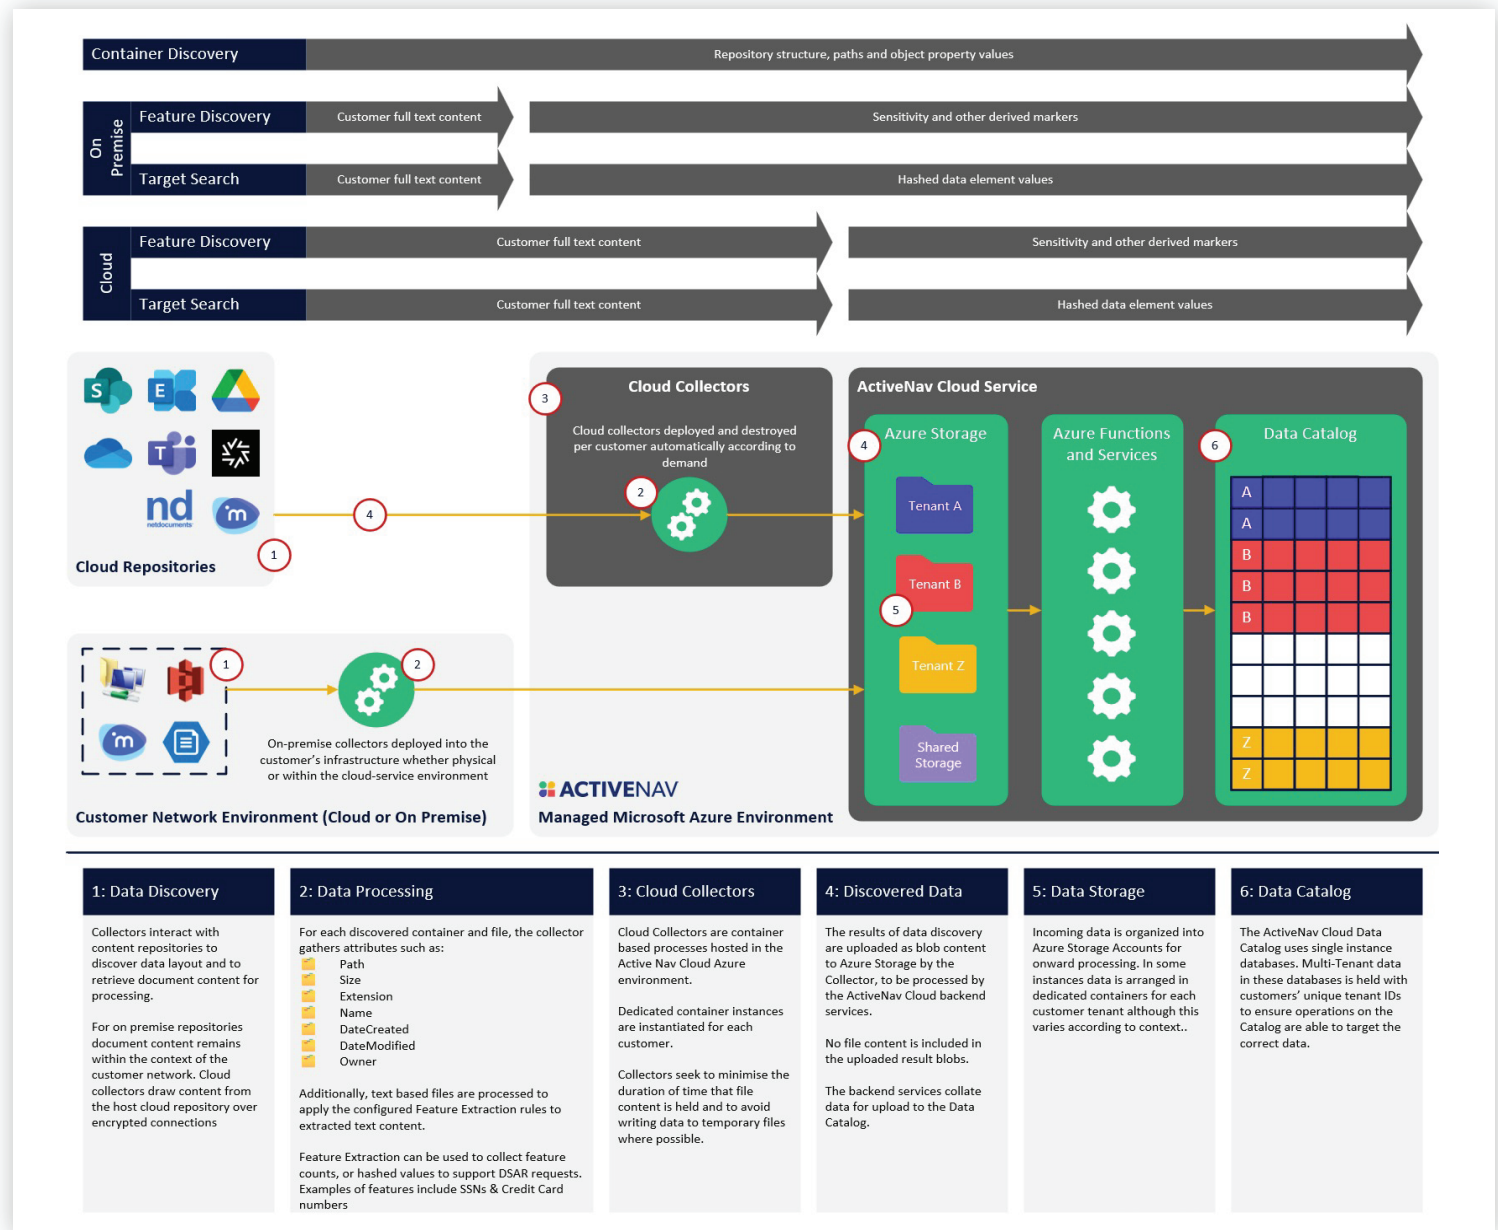 Container Discovery
Repository structure, paths and object property values
On
Premise
Feature Discovery
Customer full text content
Sensitivity and other derived markers
Target Search
Customer full text content
Hashed data element values
Cloud
Feature Discovery
Customer full text content
Sensitivity and other derived markers
Target Search
Customer full text content
Hashed data element values
S
E
T
nd
netdocuments
m
1
Cloud Repositories
4
3
Cloud Collectors
Cloud collectors deployed and destroyed
per customer automatically according to
demand
2
ActiveNav Cloud Service
4
Azure Storage
Tenant A
Tenant B
5
Tenant Z
Shared
Storage
Azure Functions
and Services
6
Data Catalog
A
A
B
B
B
Z
Z
1
m
2
On-premise collectors deployed into the
customer's infrastructure whether physical
or within the cloud-service environment
Customer Network Environment (Cloud or On Premise)
ACTIVENAV
Managed Microsoft Azure Environment
1: Data Discovery
Collectors interact with
content repositories to
discover data layout and to
retrieve document content for
processing.
For on premise repositories
document content remains
within the context of the
customer network. Cloud
collectors draw content from
the host cloud repository over
encrypted connections
2: Data Processing
For each discovered container and file, the collector
gathers attributes such as:
Path
Size
Extension
Name
DateCreated
DateModified
Owner
Additionally, text based files are processed to
apply the configured Feature Extraction rules to
extracted text content.
Feature Extraction can be used to collect feature
counts, or hashed values to support DSAR requests.
Examples of features include SSNs & Credit Card
numbers
3: Cloud Collectors
Cloud Collectors are container
based processes hosted in the
Active Nav Cloud Azure
environment.
Dedicated container instances
are instantiated for each
customer.
Collectors seek to minimise the
duration of time that file
content is held and to avoid
writing data to temporary files
where possible.
4: Discovered Data
The results of data discovery
are uploaded as blob content
to Azure Storage by the
Collector, to be processed by
the ActiveNav Cloud backend
services.
No file content is included in
the uploaded result blobs.
The backend services collate
data for upload to the Data
Catalog.
5: Data Storage
Incoming data is organized into
Azure Storage Accounts for
onward processing. In some
instances data is arranged in
dedicated containers for each
customer tenant although this
varies according to context..
6: Data Catalog
The ActiveNav Cloud Data
Catalog uses single instance
databases. Multi-Tenant data
in these databases is held with
customers' unique tenant IDs
to ensure operations on the
Catalog are able to target the
correct data.